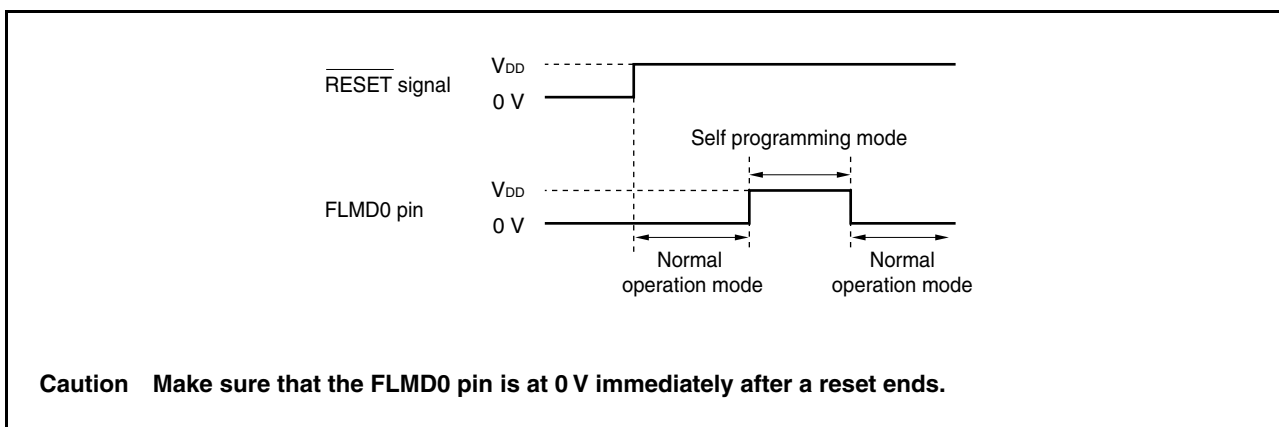 VDD
RESET signal
0 V
Self programming mode
VDD
FLMD0 pin
0 V
Normal
operation mode
Normal
operation mode
Caution Make sure that the FLMD0 pin is at 0 V immediately after a reset ends.